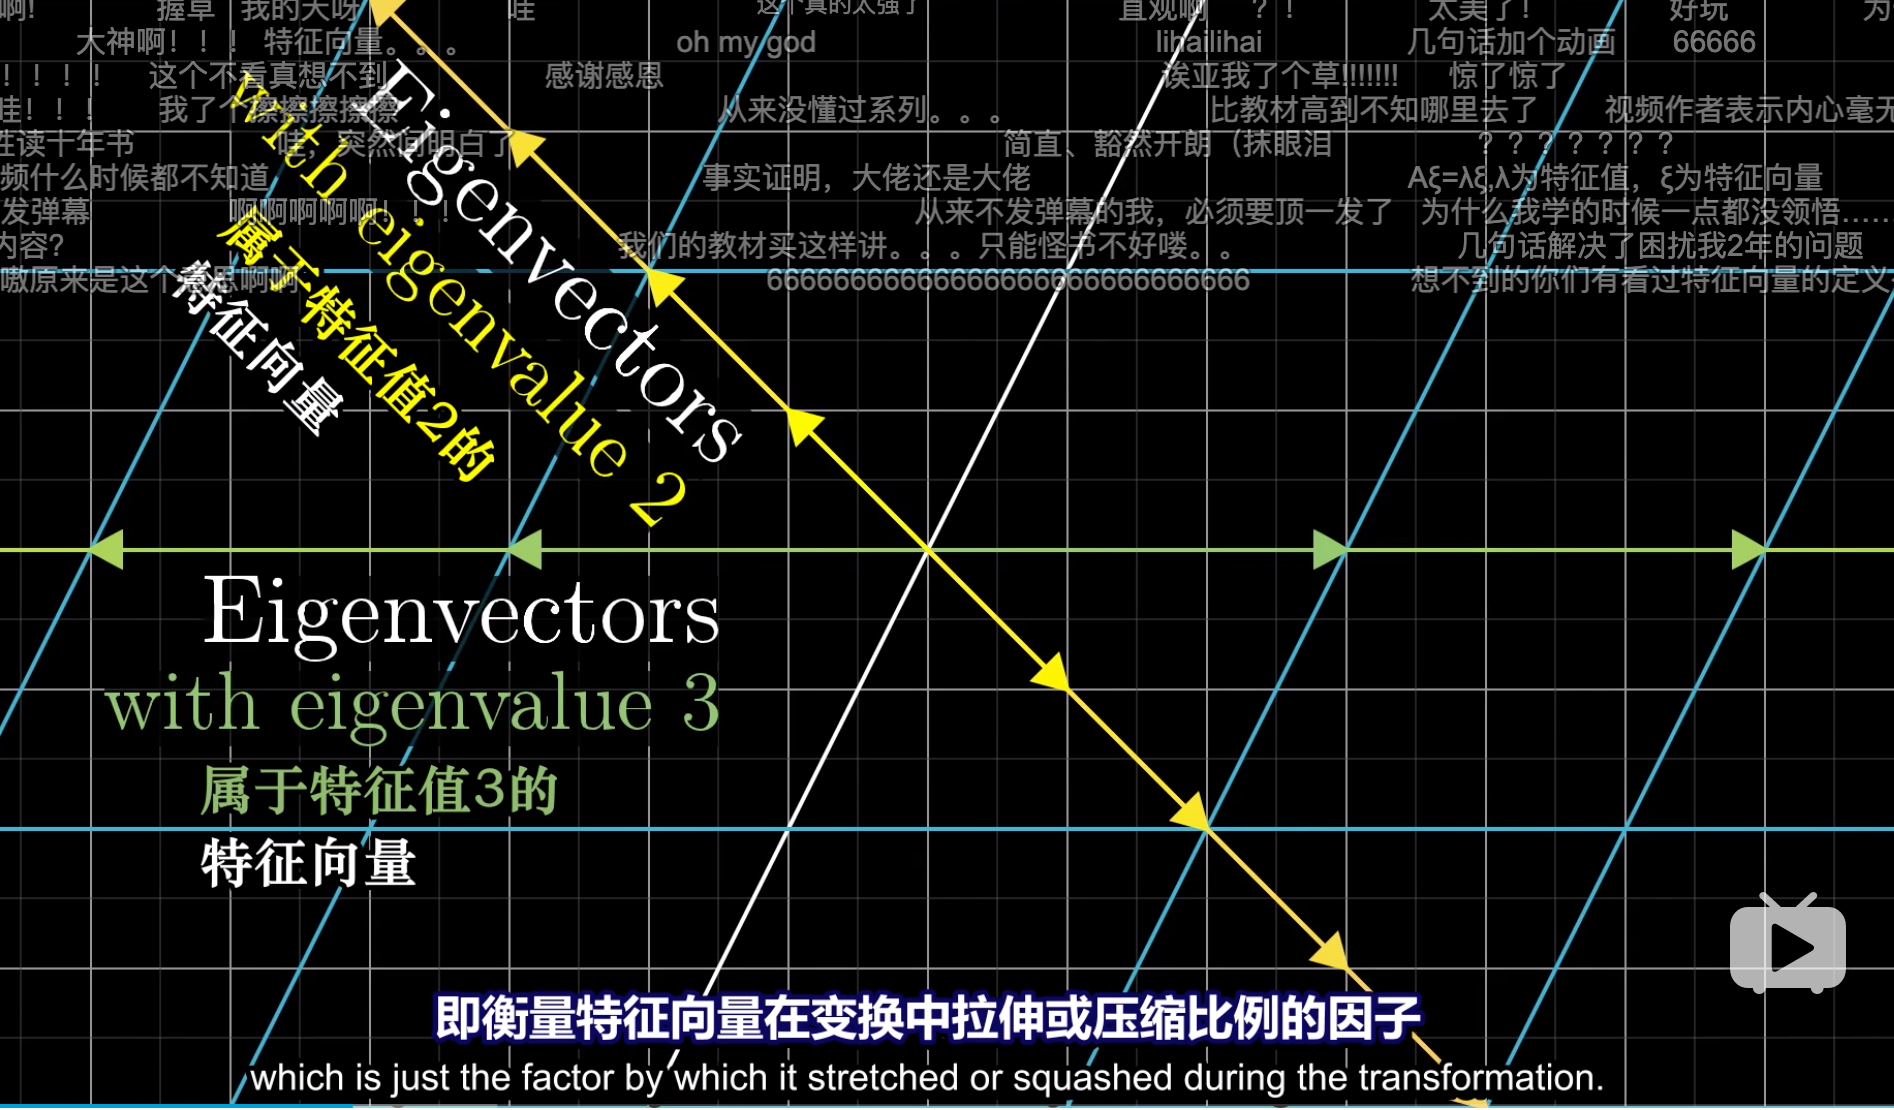 啊! 握草 我的天呀 哇 这个真的太强了 直观啊 ？！ 太美了！ 好玩
大神啊！！！ 特征向量。。。 oh my god lihailihai 几句话加个动画 66666
！！！！ 这个不看真想不到 感谢感恩 诶亚我了个草!!!!!!! 惊了惊了
哇！！！ 我了个擦擦擦擦擦 从来没懂过系列。。。 比教材高到不知哪里去了 视频作者表示内心毫无
胜读十年书 哇，突然间明白了 简直、豁然开朗（抹眼泪 ？？？？？？？
频什么时候都不知道 事实证明，大佬还是大佬 Aξ=λξ,λ为特征值，ξ为特征向量
发弹幕 啊啊啊啊啊！！！ 从来不发弹幕的我，必须要顶一发了 为什么我学的时候一点都没领悟……
内容? 我们的教材买这样讲。。。只能怪书不好喽。。 几句话解决了困扰我2年的问题
嗷原来是这个意思啊啊 想不到的你们有看过特征向量的定义
Eigenvectors
with eigenvalue 2
属于特征值2的
特征向量
Eigenvectors
with eigenvalue 3
属于特征值3的
特征向量
即衡量特征向量在变换中拉伸或压缩比例的因子
which is just the factor by which it stretched or squashed during the transformation.